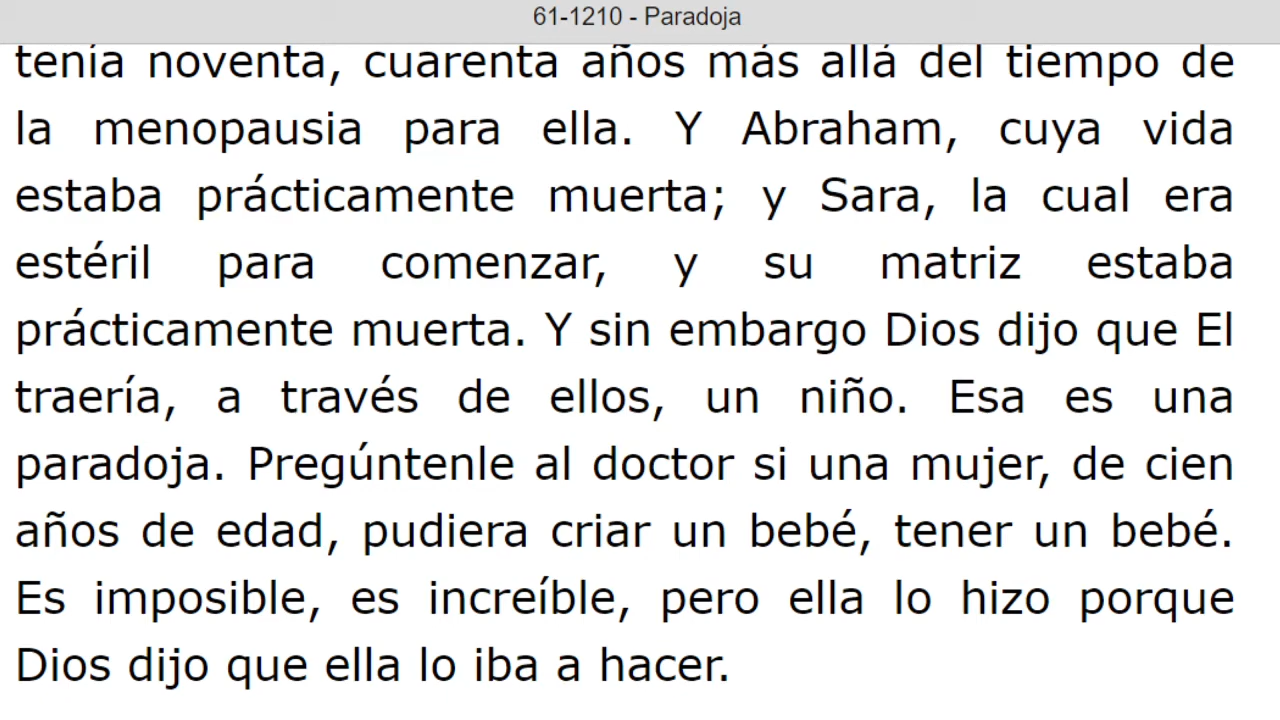 61-1210 - Paradoja
tenía noventa, cuarenta años más allá del tiempo de
la menopausia para ella. Y Abraham, cuya vida
estaba prácticamente muerta; y Sara, la cual era
estéril para comenzar, y su matriz estaba
prácticamente muerta. Y sin embargo Dios dijo que El
traería, a través de ellos, un niño. Esa es una
paradoja. Pregúntenle al doctor si una mujer, de cien
años de edad, pudiera criar un bebé, tener un bebé.
Es imposible, es increíble, pero ella lo hizo porque
Dios dijo que ella lo iba a hacer.